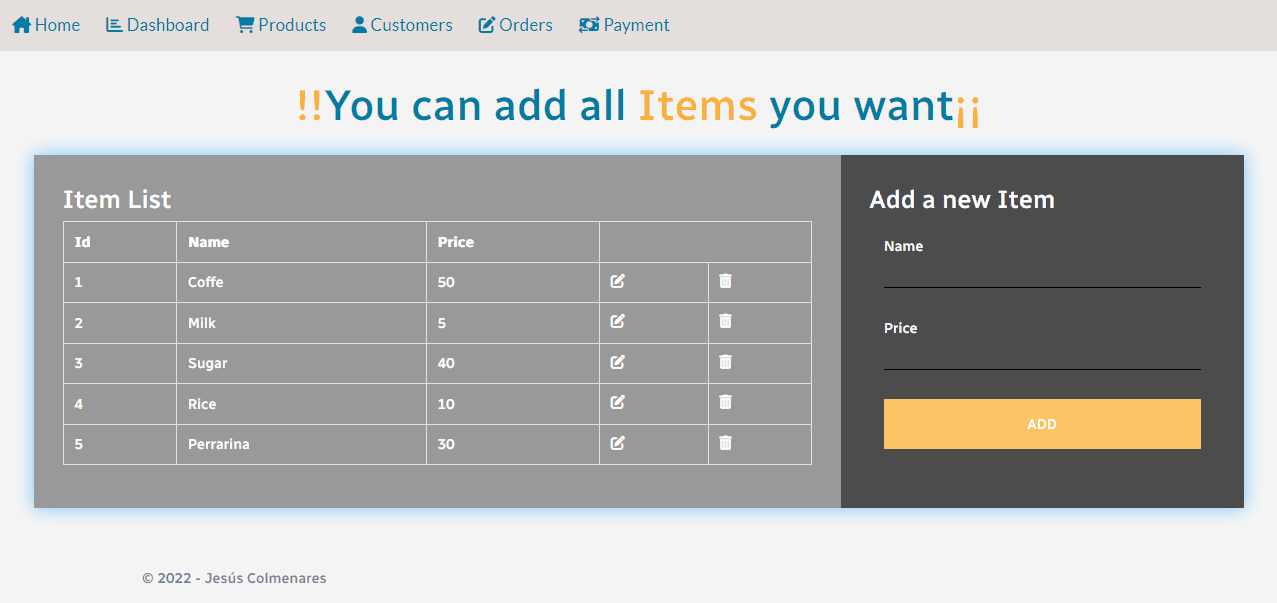 Home Dashboard Products Customers Orders Payment
!!You can add all Items you want¡¡
Item List
Id Name Price
1 Coffe 50
2 Milk 5
3 Sugar 40
4 Rice 10
5 Perrarina 30
Add a new Item
Name
Price
ADD
© 2022 - Jesús Colmenares